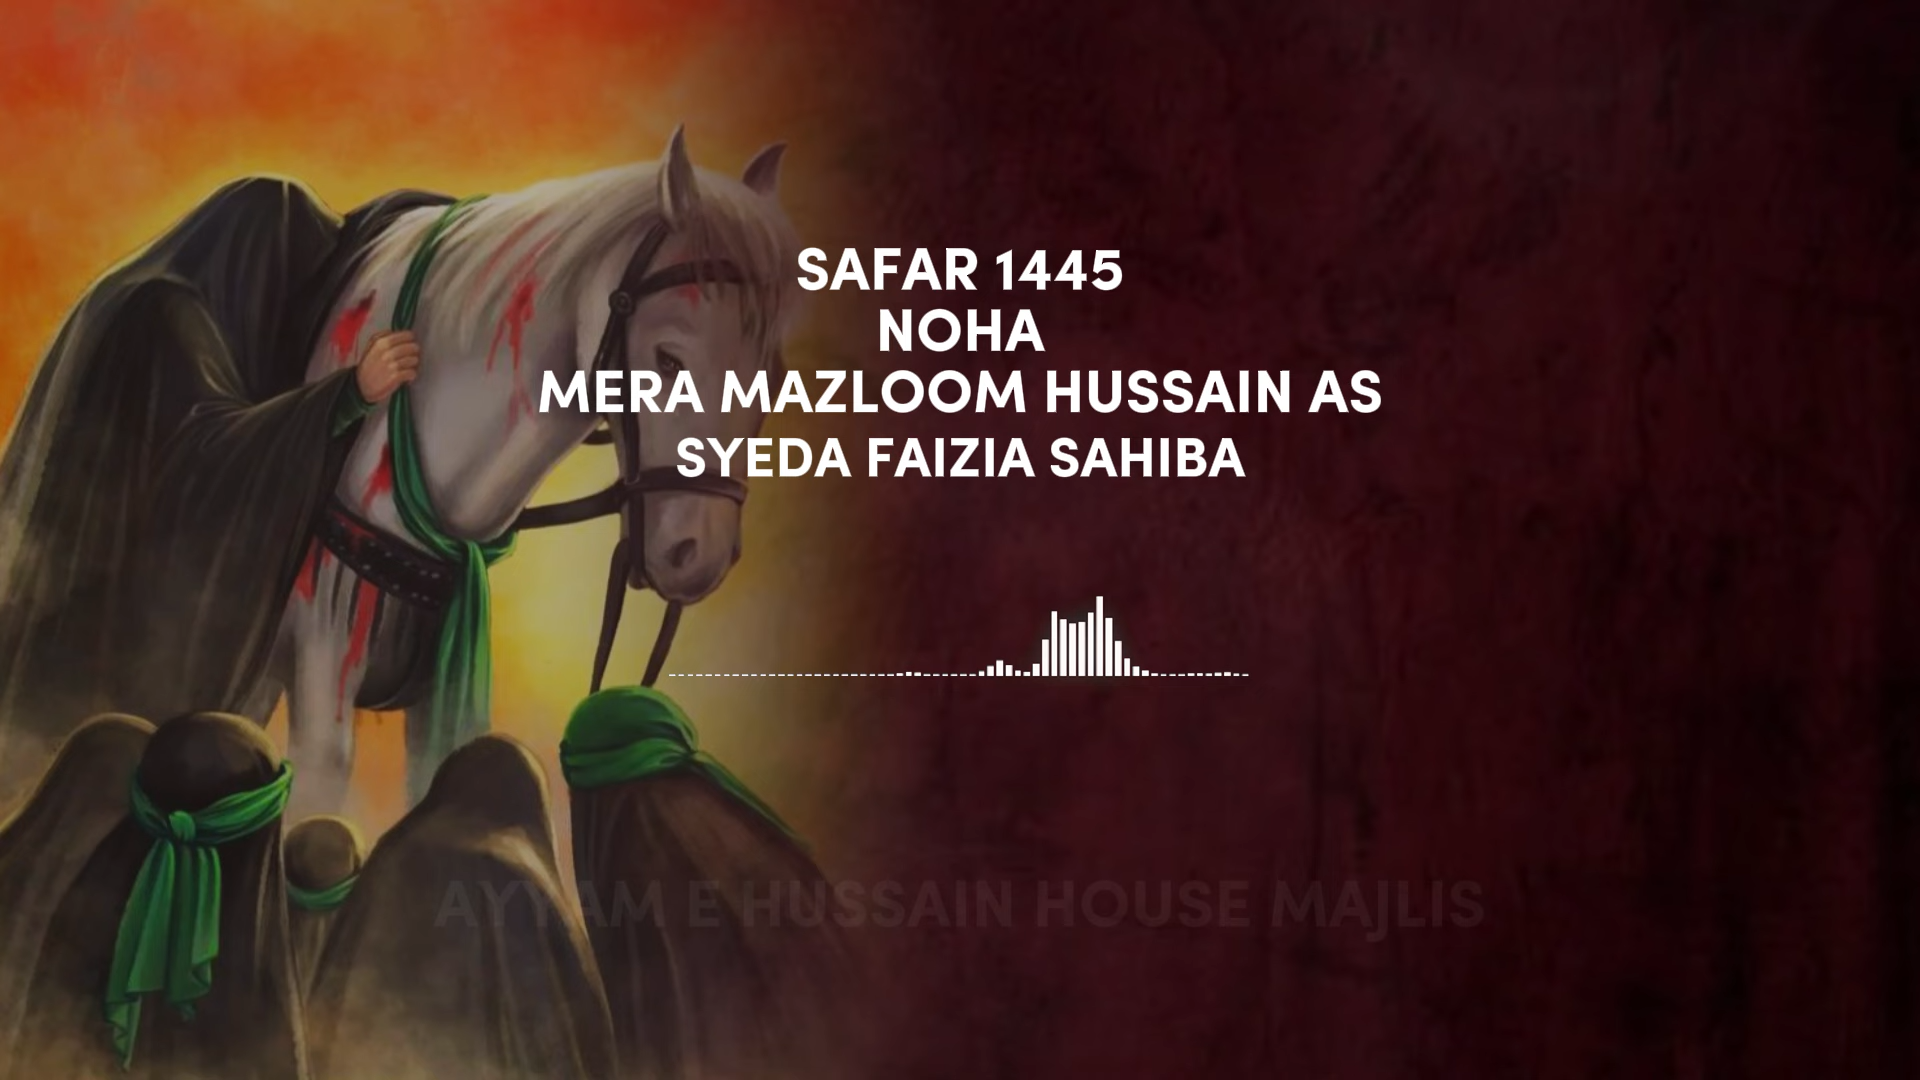 SAFAR 1445
NOHA
MERA MAZLOOM HUSSAIN AS
SYEDA FAIZIA SAHIBA
AYYAM E HUSSAIN HOUSE MAJLIS